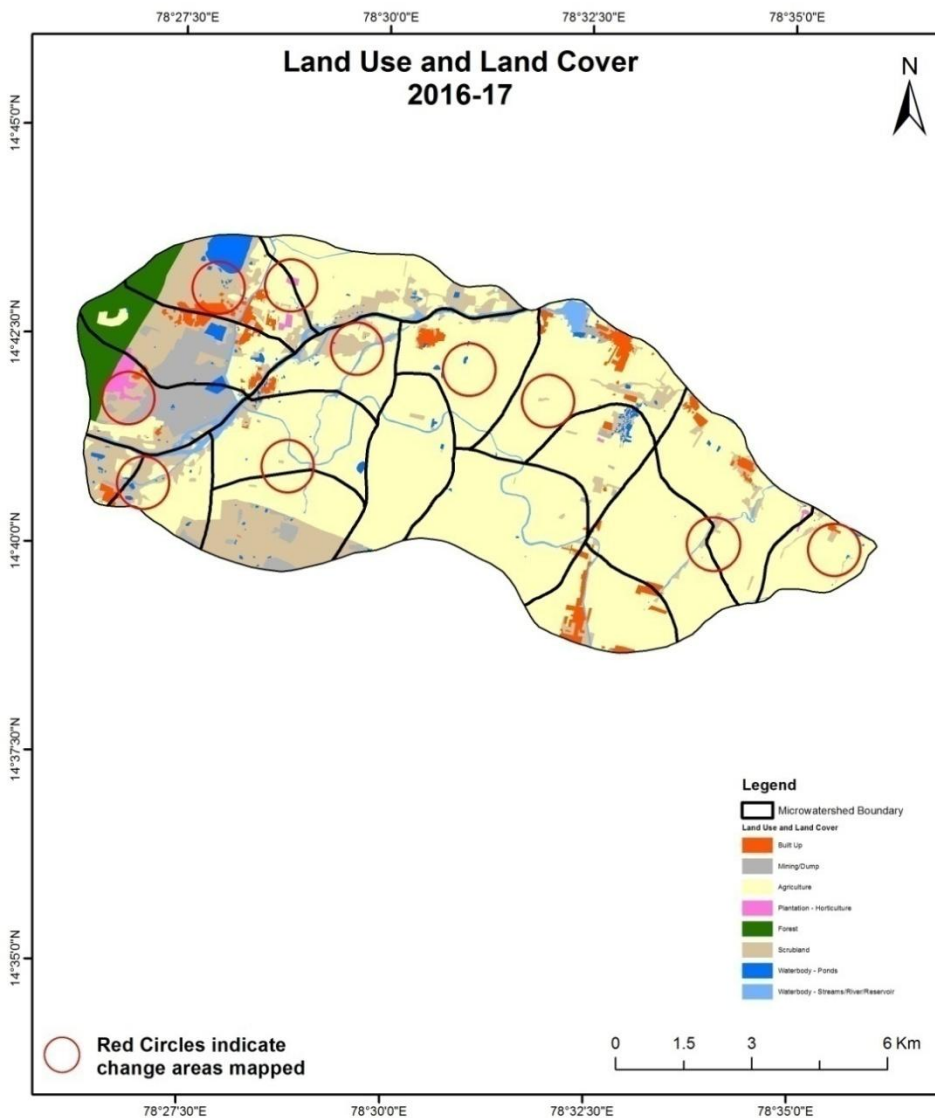 78°27'30"E 78°30'0"E 78°32'30"E 78°35'0"E
Land Use and Land Cover
2016-17
N
14°45'0"N
14°42'30"N
14°40'0"N
14°37'30"N
14°35'0"N
Legend
Microwatershed Boundary
Land Use and Land Cover
Built Up
Mining/Dump
Agriculture
Plantation - Horticulture
Forest
Scrubland
Waterbody - Ponds
Waterbody - Streams/River/Reservoir
Red Circles indicate
change areas mapped
0 1.5 3 6 Km
78°27'30"E 78°30'0"E 78°32'30"E 78°35'0"E